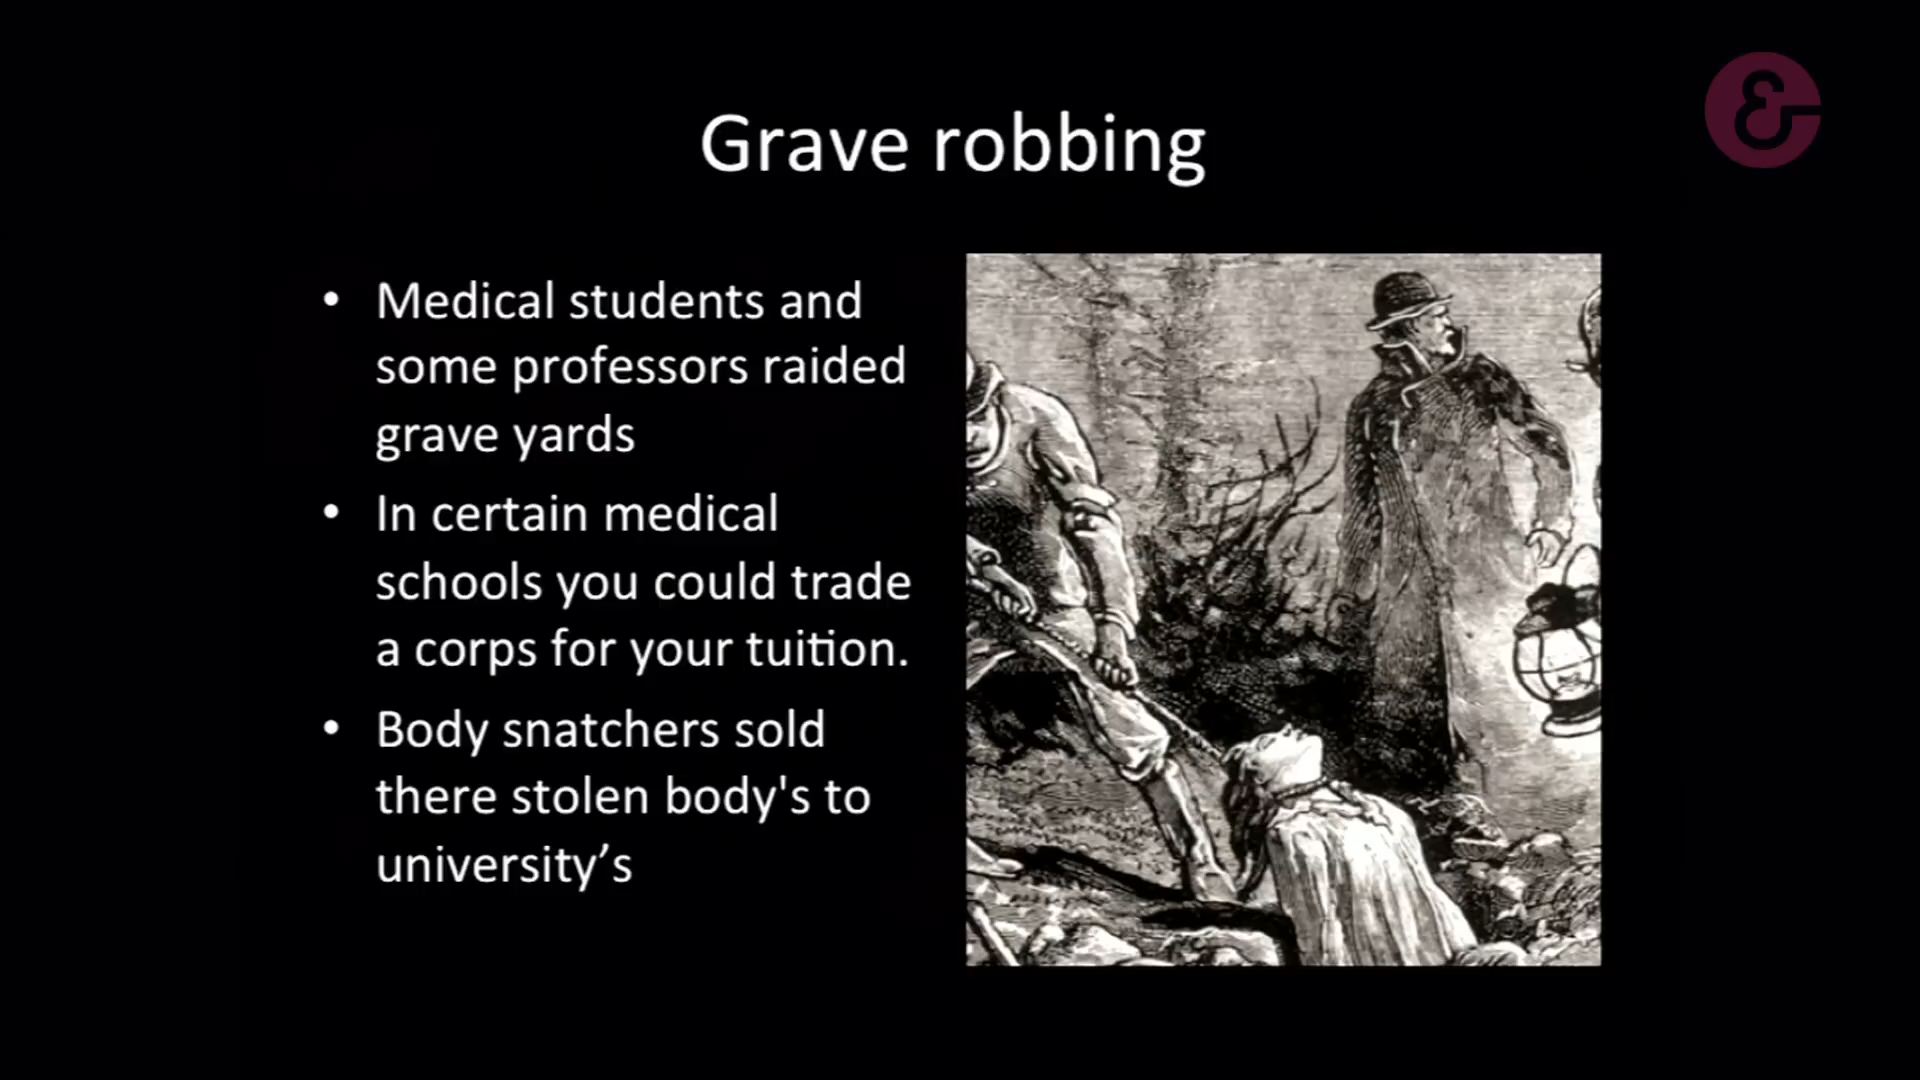 &
Grave robbing
• Medical students and
some professors raided
grave yards
• In certain medical
schools you could trade
a corps for your tuition.
• Body snatchers sold
there stolen body's to
university’s